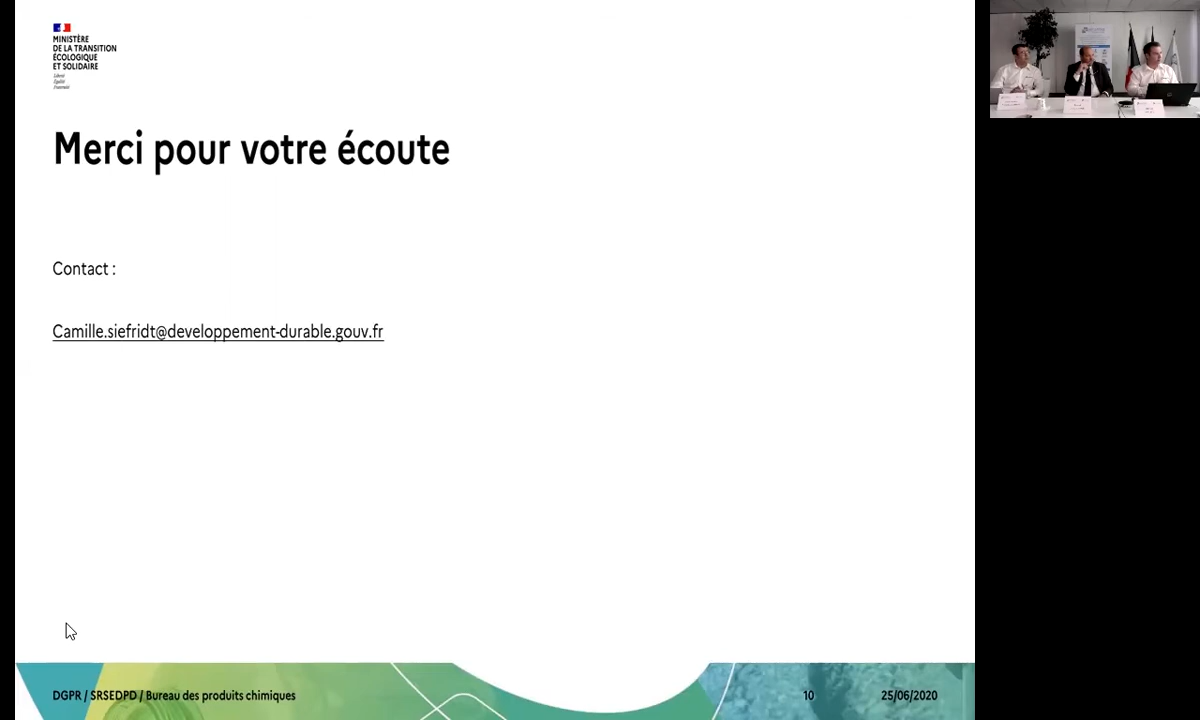 MINISTÈRE
DE LA TRANSITION
ÉCOLOGIQUE
ET SOLIDAIRE
Liberté
Égalité
Fraternité
Merci pour votre écoute
Contact :
Camille.siefridt@developpement-durable.gouv.fr
DGPR / SRSEDPD / Bureau des produits chimiques
10
25/06/2020